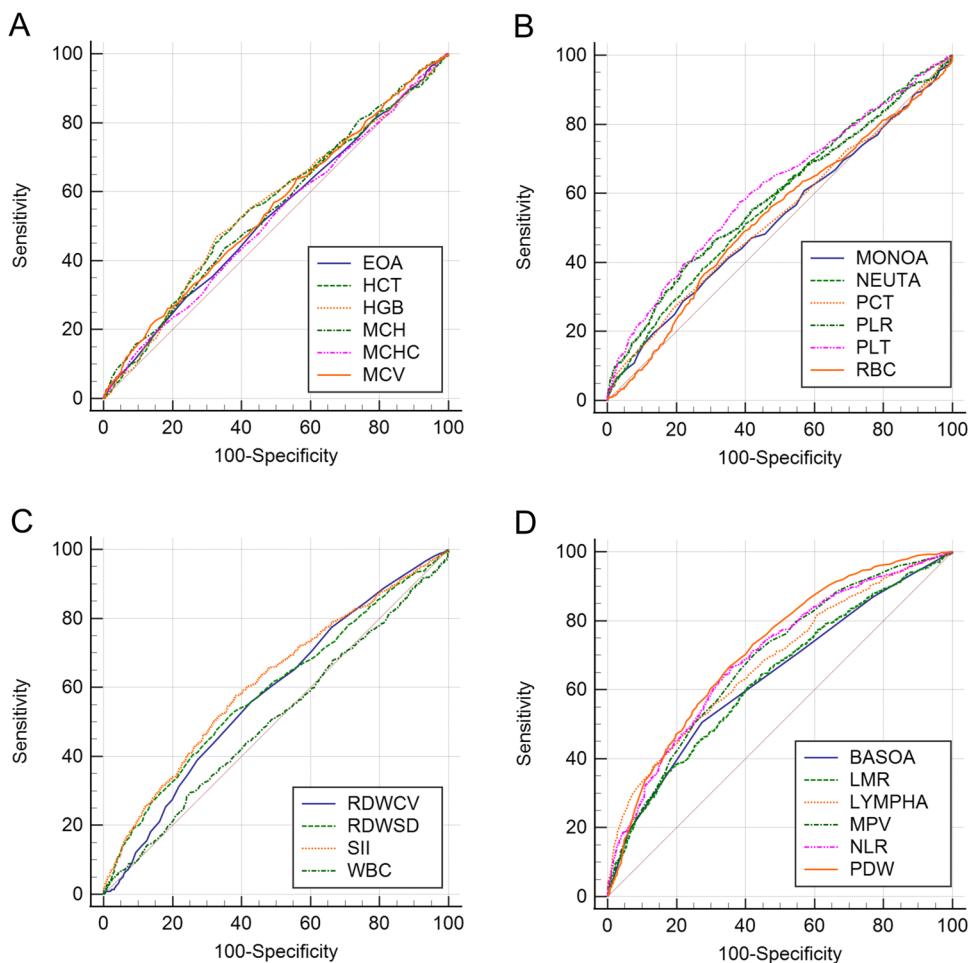 A
100
80
60
40
20
0
Sensitivity
0 20 40 60 80 100
100-Specificity
EOA
HCT
HGB
MCH
MCHC
MCV
B
100
80
60
40
20
0
Sensitivity
0 20 40 60 80 100
100-Specificity
MONOA
NEUTA
PCT
PLR
PLT
RBC
C
100
80
60
40
20
0
Sensitivity
0 20 40 60 80 100
100-Specificity
RDWCV
RDWSD
SII
WBC
D
100
80
60
40
20
0
Sensitivity
0 20 40 60 80 100
100-Specificity
BASOA
LMR
LYMPHA
MPV
NLR
PDW